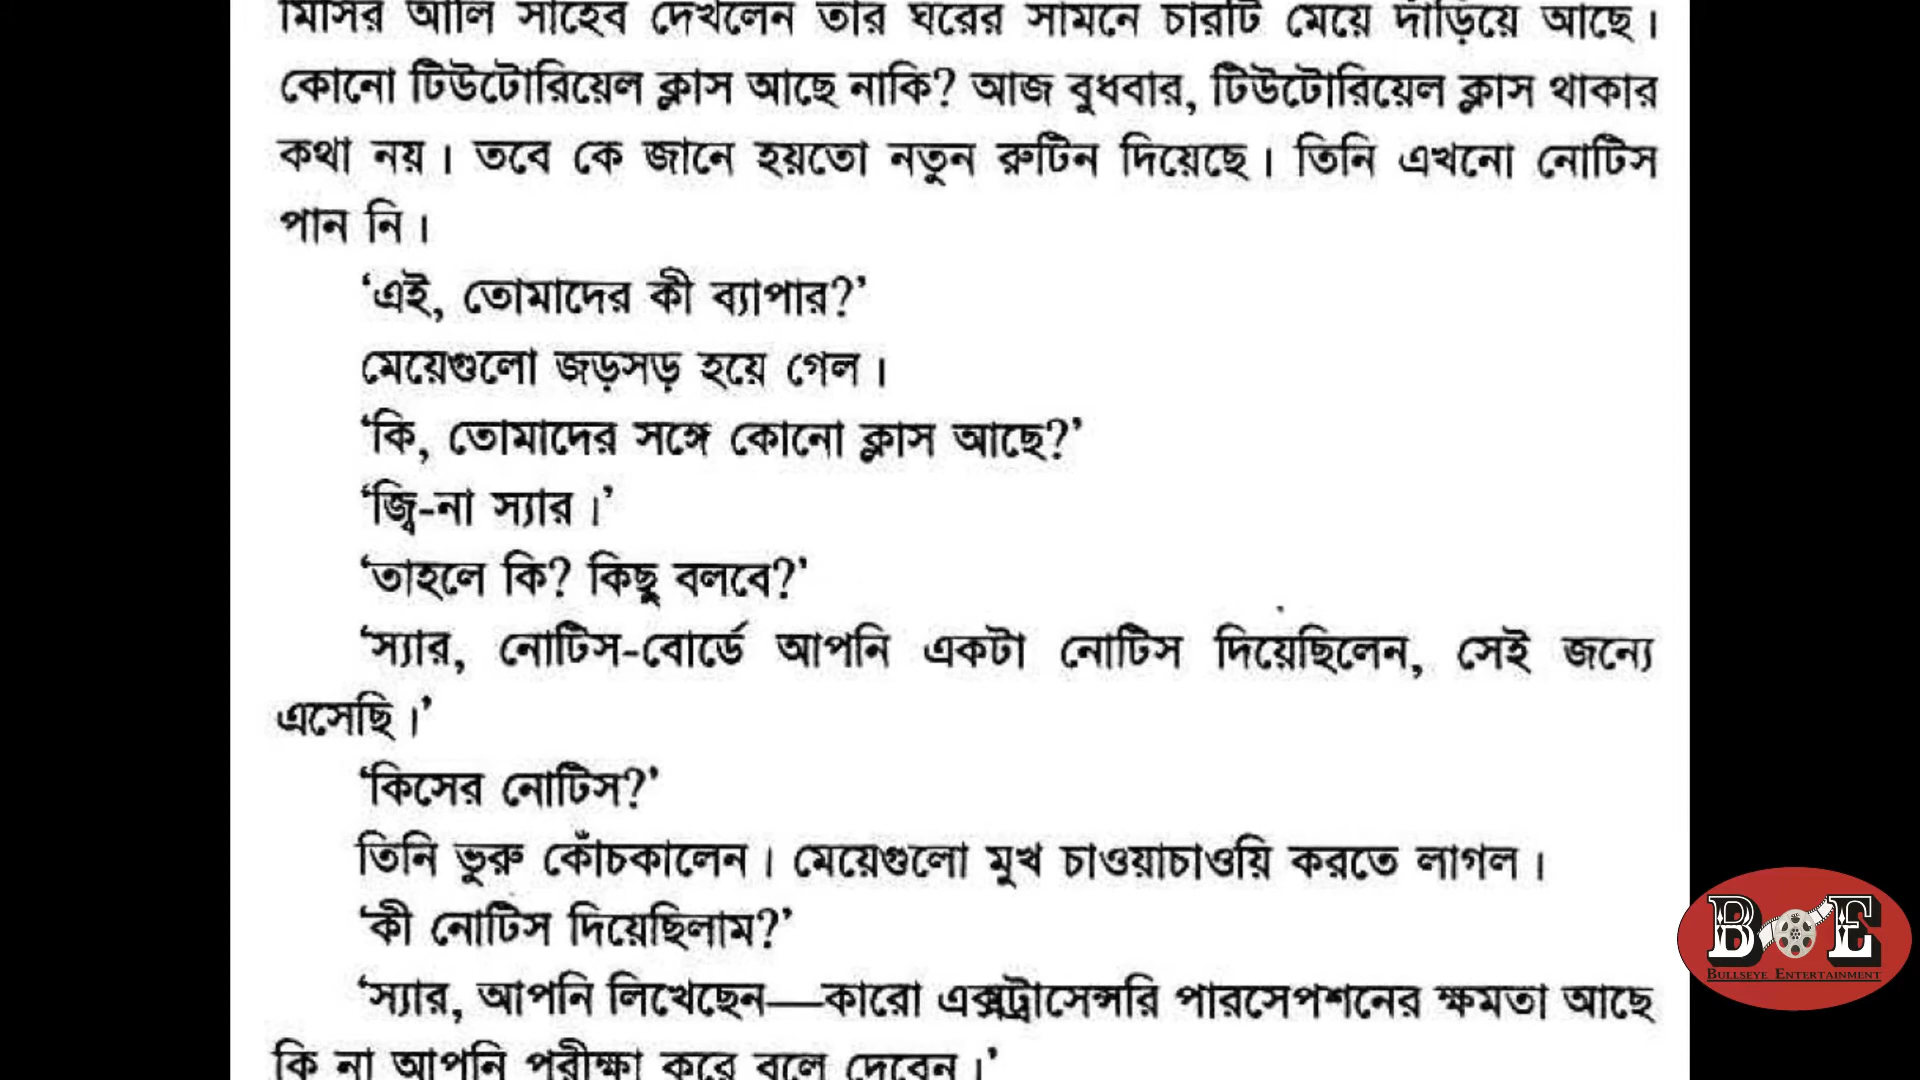 মিসির আলি সাহেব দেখলেন তাঁর ঘরের সামনে চারটি মেয়ে দাঁড়িয়ে আছে।
কোনো টিউটোরিয়েল ক্লাস আছে নাকি? আজ বুধবার, টিউটোরিয়েল ক্লাস থাকার
কথা নয়। তবে কে জানে হয়তো নতুন রুটিন দিয়েছে। তিনি এখনো নোটিস
পান নি।
‘এই, তোমাদের কী ব্যাপার?’
মেয়েগুলো জড়সড় হয়ে গেল।
‘কি, তোমাদের সঙ্গে কোনো ক্লাস আছে?’
‘জ্বি-না স্যার।’
‘তাহলে কি? কিছু বলবে?’
‘স্যার, নোটিস-বোর্ডে আপনি একটা নোটিস দিয়েছিলেন, সেই জন্যে
এসেছি।’
‘কিসের নোটিস?’
তিনি ভুরু কোঁচকালেন। মেয়েগুলো মুখ চাওয়াচাওয়ি করতে লাগল।
‘কী নোটিস দিয়েছিলাম?’
‘স্যার, আপনি লিখেছেন—কারো এক্সট্রাসেন্সরি পারসেপশনের ক্ষমতা আছে
কি না আপনি পরীক্ষা করে বলে দেবেন।’
B E
BULLSEYE ENTERTAINMENT